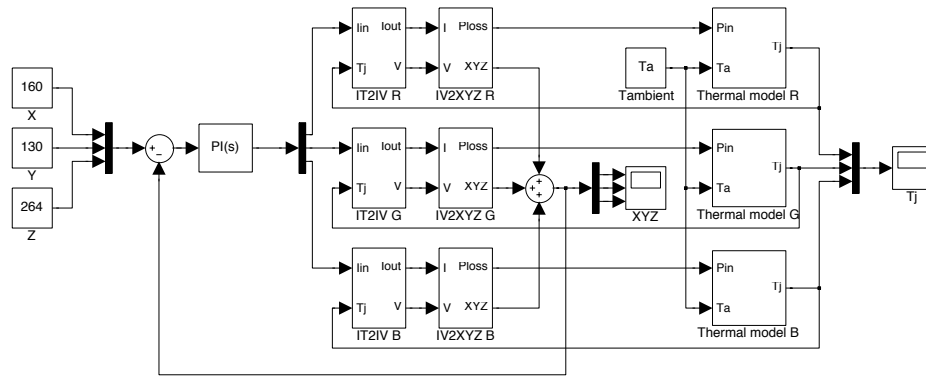 160
X
130
Y
264
Z
+
−
PI(s)
Iin
Iout
Tj
V
IT2IV R
I
Ploss
V
XYZ
IV2XYZ R
Ta
Tambient
Pin
Tj
Ta
Thermal model R
Iin
Iout
Tj
V
IT2IV G
I
Ploss
V
XYZ
IV2XYZ G
+
+
+
XYZ
Pin
Tj
Ta
Thermal model G
Tj
Iin
Iout
Tj
V
IT2IV B
I
Ploss
V
XYZ
IV2XYZ B
Pin
Tj
Ta
Thermal model B